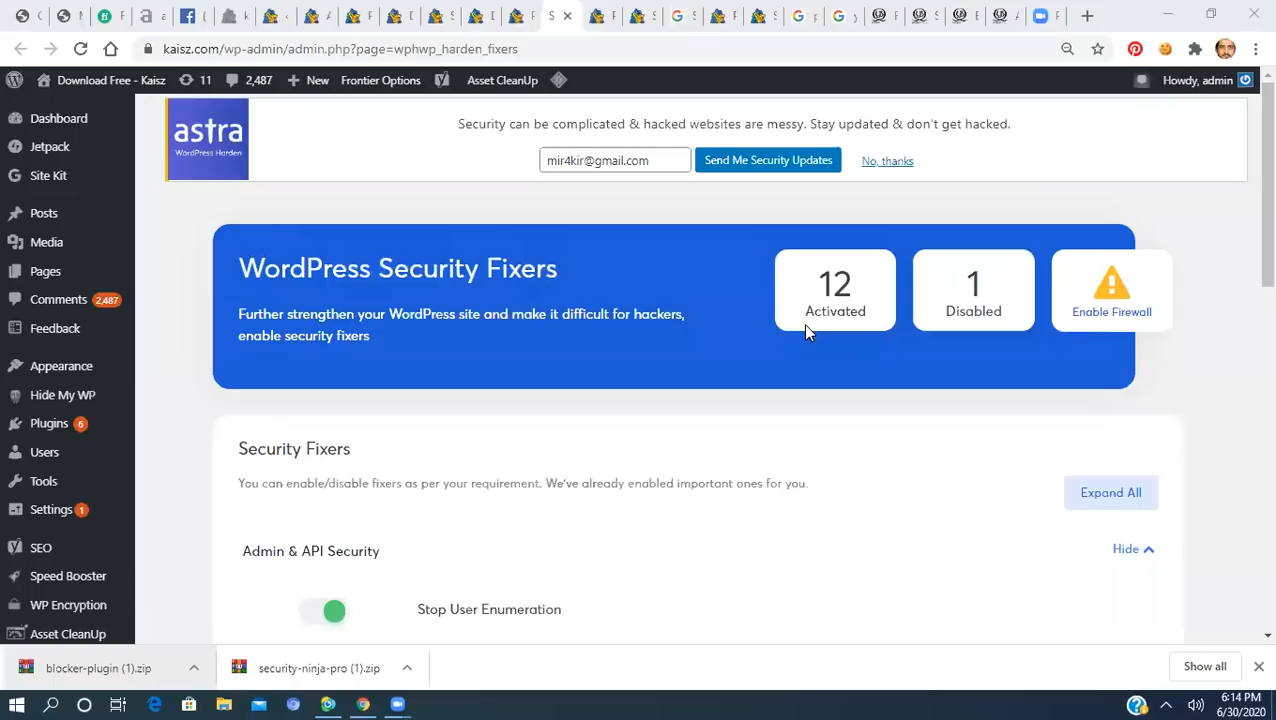 kaisz.com/wp-admin/admin.php?page=wphwp_harden_fixers
Download Free - Kaisz
11
2,487
New
Frontier Options
Asset CleanUp
Howdy, admin
Dashboard
Jetpack
Site Kit
Posts
Media
Pages
Comments 2,487
Feedback
Appearance
Hide My WP
Plugins 6
Users
Tools
Settings 1
SEO
Speed Booster
WP Encryption
Asset CleanUp
astra
WordPress Harden
Security can be complicated & hacked websites are messy. Stay updated & don't get hacked.
mir4kir@gmail.com
Send Me Security Updates
No, thanks
WordPress Security Fixers
Further strengthen your WordPress site and make it difficult for hackers,
enable security fixers
12
Activated
1
Disabled
Enable Firewall
Security Fixers
You can enable/disable fixers as per your requirement. We've already enabled important ones for you.
Expand All
Admin & API Security
Hide
Stop User Enumeration
blocker-plugin (1).zip
security-ninja-pro (1).zip
Show all
6:14 PM
6/30/2020